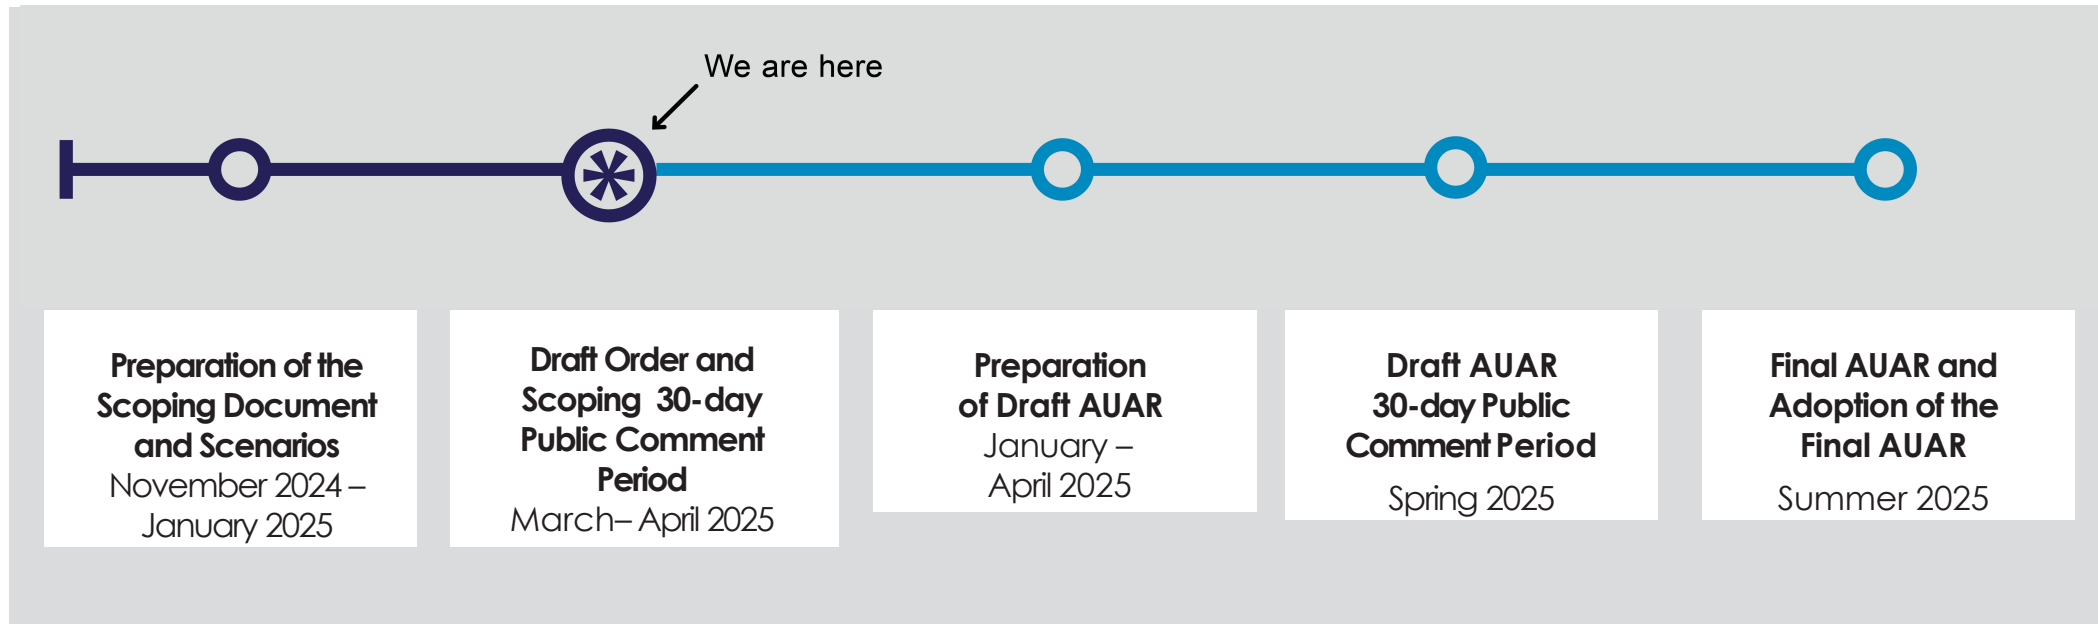 We are here
Preparation of the
Scoping Document
and Scenarios
November 2024 –
January 2025
Draft Order and
Scoping 30-day
Public Comment
Period
March– April 2025
Preparation
of Draft AUAR
January –
April 2025
Draft AUAR
30-day Public
Comment Period
Spring 2025
Final AUAR and
Adoption of the
Final AUAR
Summer 2025